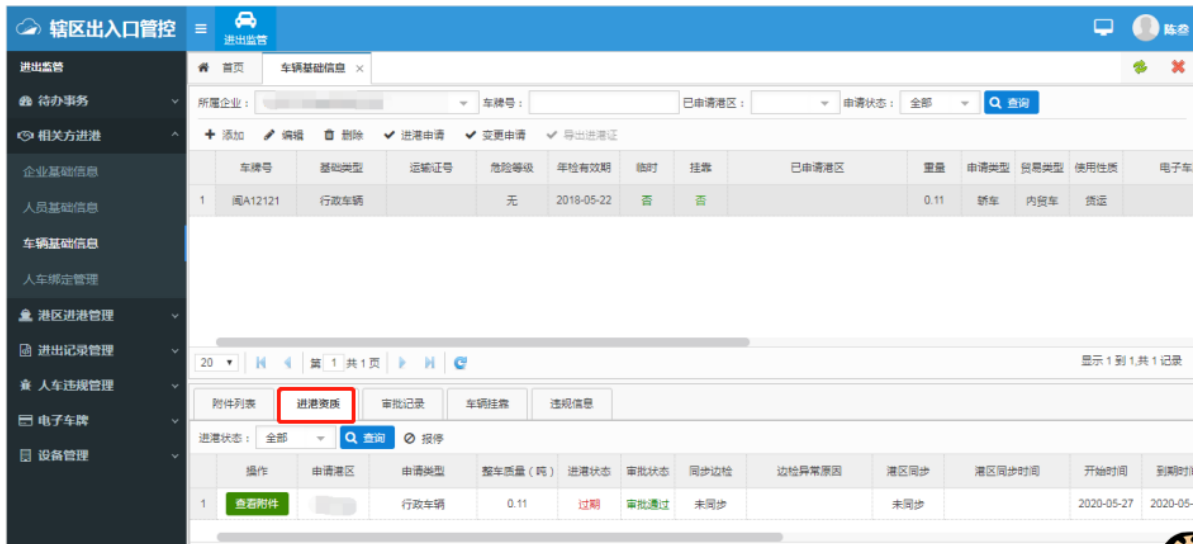 辖区出入口管控 进出监管 陈叁
进出监管 首页 车辆基础信息 ×
待办事务 所属企业： 车牌号： 已申请港区： 申请状态： 全部 查询
相关方进港 添加 编辑 删除 进港申请 变更申请 导出进港证
企业基础信息 车牌号 基础类型 运输证号 危险等级 年检有效期 临时 挂靠 已申请港区 重量 申请类型 贸易类型 使用性质 电子车
人员基础信息 1 闽A12121 行政车辆 无 2018-05-22 否 否 0.11 轿车 内贸车 货运
车辆基础信息
人车绑定管理
港区进港管理
进出记录管理 20 第 1 共1页 显示1到1,共1记录
人车违规管理 附件列表 进港资质 审批记录 车辆挂靠 违规信息
电子车牌 进港状态： 全部 查询 报停
设备管理 操作 申请港区 申请类型 整车质量（吨） 进港状态 审批状态 同步边检 边检异常原因 港区同步 港区同步时间 开始时间 到期时间
1 查看附件 行政车辆 0.11 过期 审批通过 未同步 未同步 2020-05-27 2020-05-